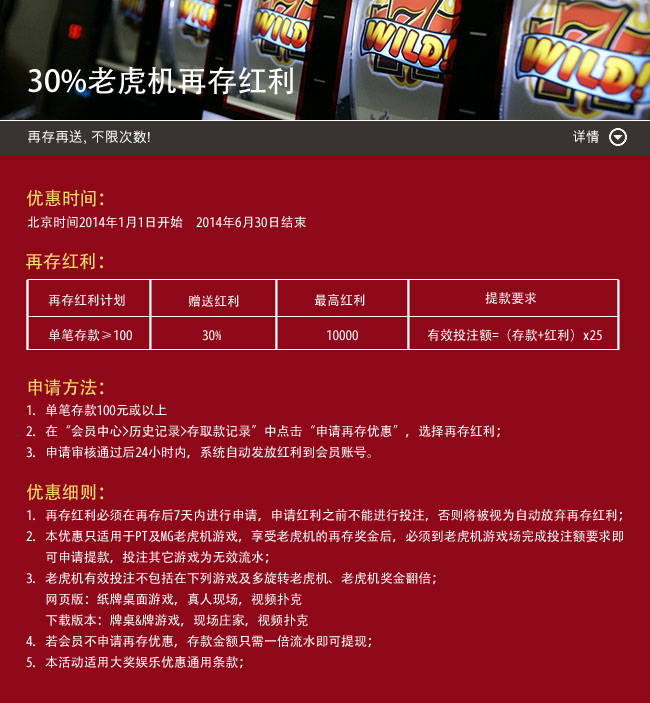 WILD!
WILD!
WILD!
30%老虎机再存红利
再存再送, 不限次数!
详情
优惠时间：
北京时间2014年1月1日开始　2014年6月30日结束
再存红利：
再存红利计划 赠送红利 最高红利 提款要求
单笔存款≥100 30% 10000 有效投注额=（存款+红利）x25
申请方法：
1. 单笔存款100元或以上
2. 在“会员中心>历史记录>存取款记录”中点击“申请再存优惠”，选择再存红利；
3. 申请审核通过后24小时内，系统自动发放红利到会员账号。
优惠细则：
1. 再存红利必须在再存后7天内进行申请，申请红利之前不能进行投注，否则将被视为自动放弃再存红利；
2. 本优惠只适用于PT及MG老虎机游戏，享受老虎机的再存奖金后，必须到老虎机游戏场完成投注额要求即
可申请提款，投注其它游戏为无效流水；
3. 老虎机有效投注不包括在下列游戏及多旋转老虎机、老虎机奖金翻倍；
网页版：纸牌桌面游戏，真人现场，视频扑克
下载版本：牌桌&牌游戏，现场庄家，视频扑克
4. 若会员不申请再存优惠，存款金额只需一倍流水即可提现；
5. 本活动适用大奖娱乐优惠通用条款；